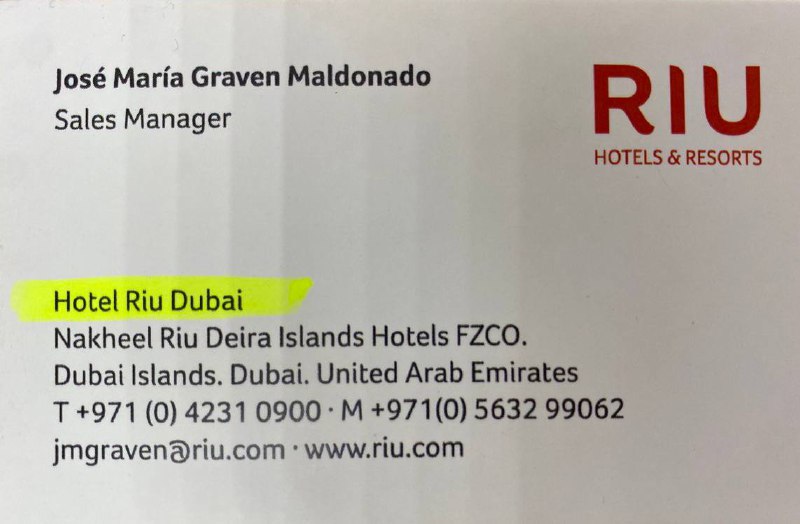 José María Graven Maldonado
Sales Manager
RIU
HOTELS & RESORTS
Hotel Riu Dubai
Nakheel Riu Deira Islands Hotels FZCO.
Dubai Islands. Dubai. United Arab Emirates
T +971 (0) 4231 0900 · M +971(0) 5632 99062
jmgraven@riu.com · www.riu.com